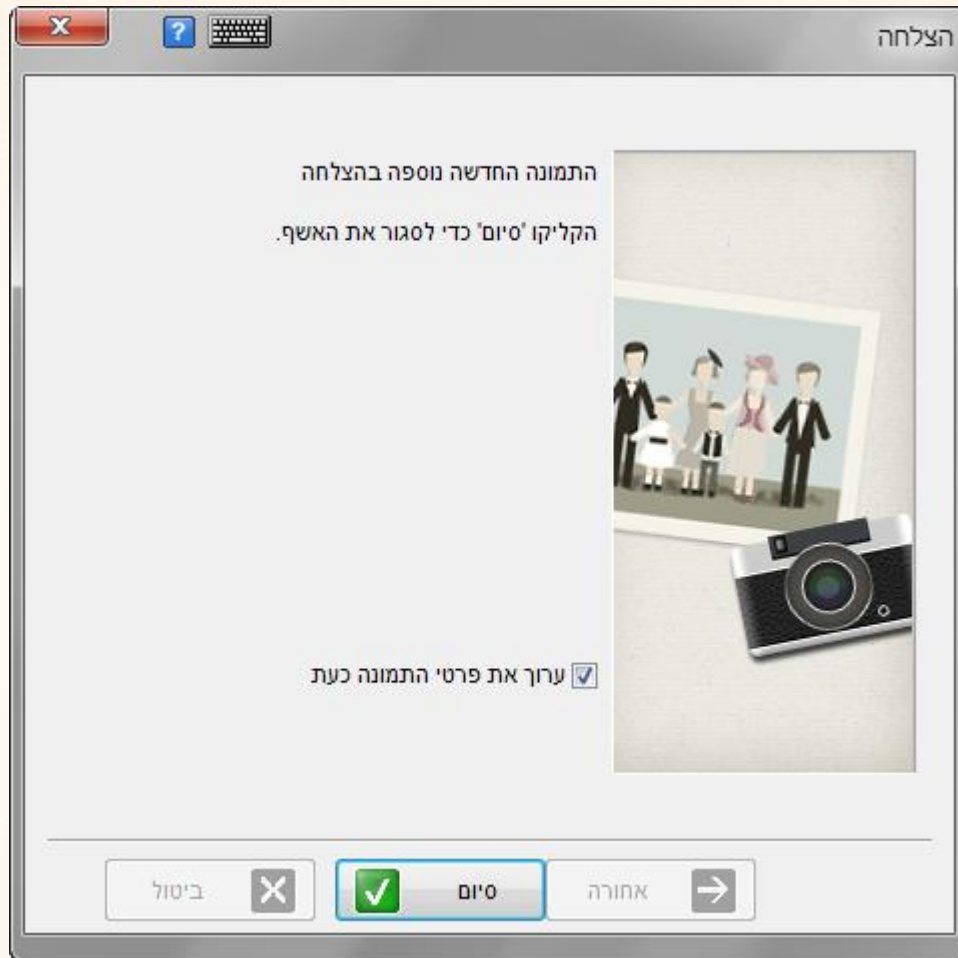 הצלחה
?
התמונה החדשה נוספה בהצלחה
הקליקו 'סיום' כדי לסגור את האשף.
ערוך את פרטי התמונה כעת
אחורה
סיום
ביטול